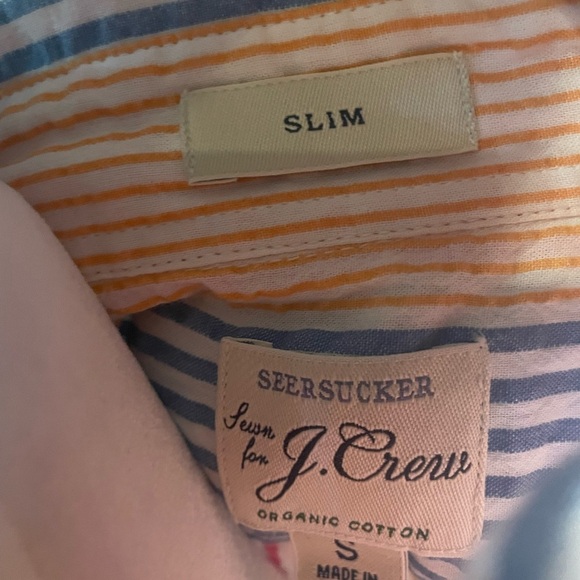 SLIM
SEERSUCKER
Sewn
for J.Crew
ORGANIC COTTON
S
MADE IN